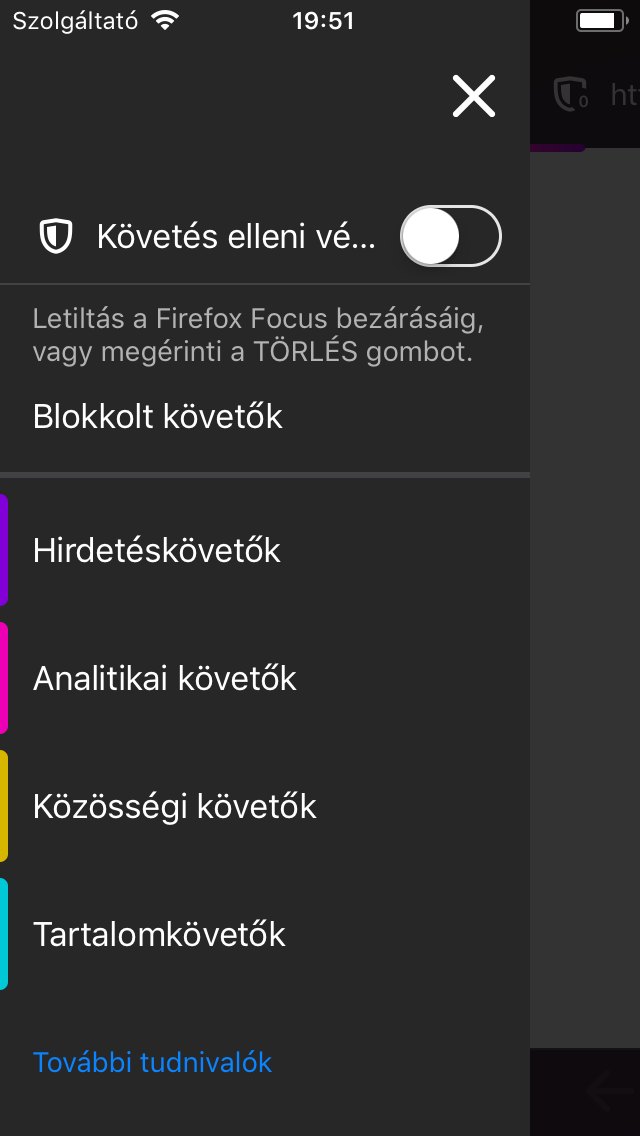 Szolgáltató 19:51
0 htt
Követés elleni vé...
Letiltás a Firefox Focus bezárásáig,
vagy megérinti a TÖRLÉS gombot.
Blokkolt követők
Hirdetéskövetők
Analitikai követők
Közösségi követők
Tartalomkövetők
További tudnivalók